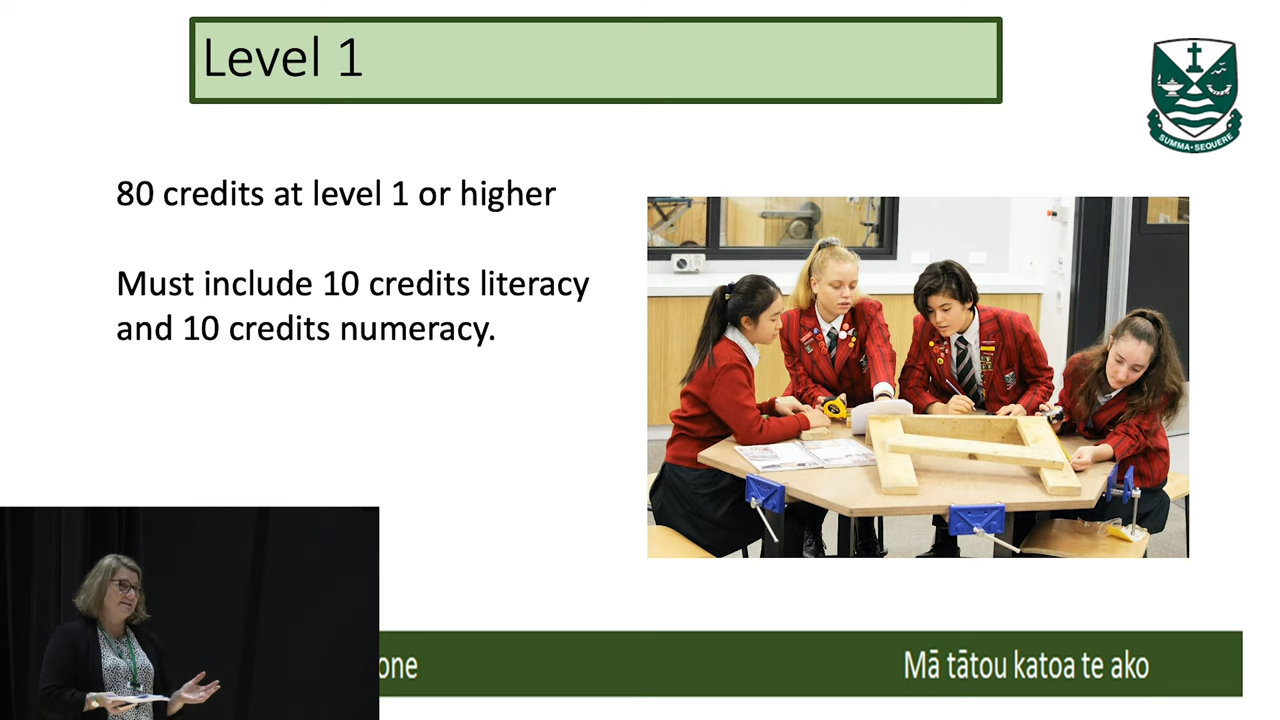 Level 1
SUMMA · SEQUERE
80 credits at level 1 or higher
Must include 10 credits literacy
and 10 credits numeracy.
one
Mā tātou katoa te ako